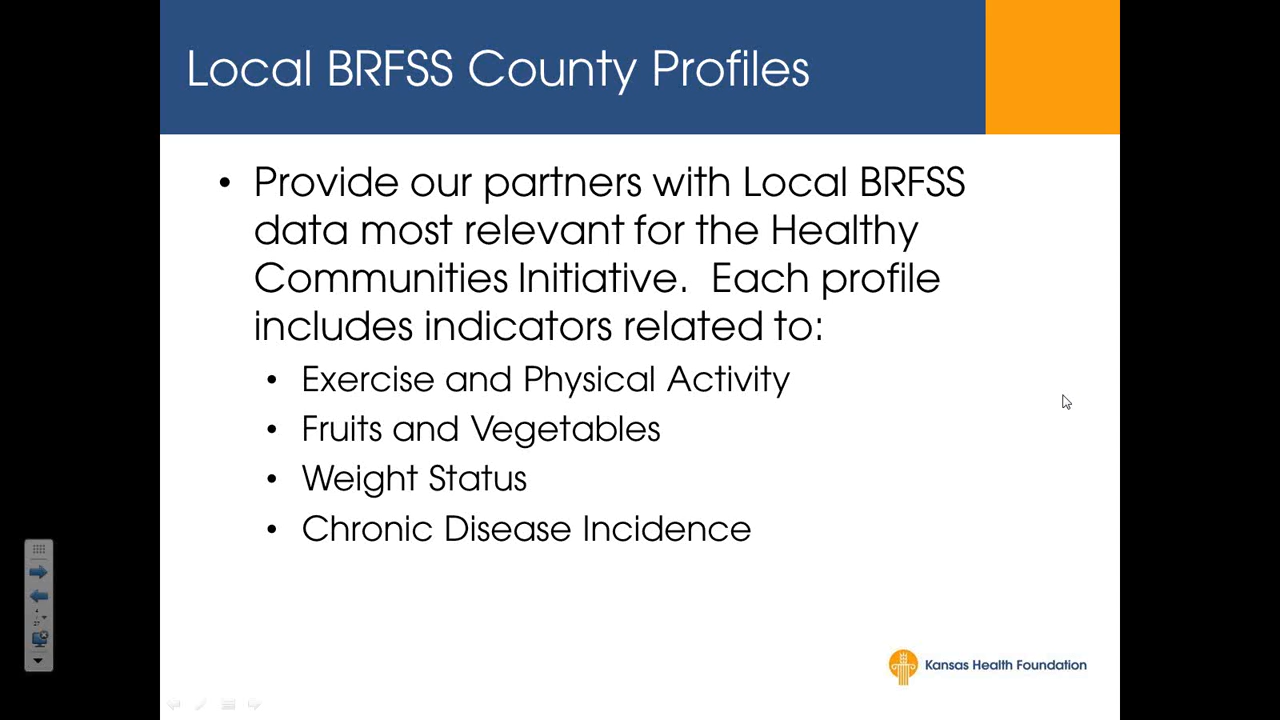 Local BRFSS County Profiles
• Provide our partners with Local BRFSS
data most relevant for the Healthy
Communities Initiative.  Each profile
includes indicators related to:
• Exercise and Physical Activity
• Fruits and Vegetables
• Weight Status
• Chronic Disease Incidence
Kansas Health Foundation